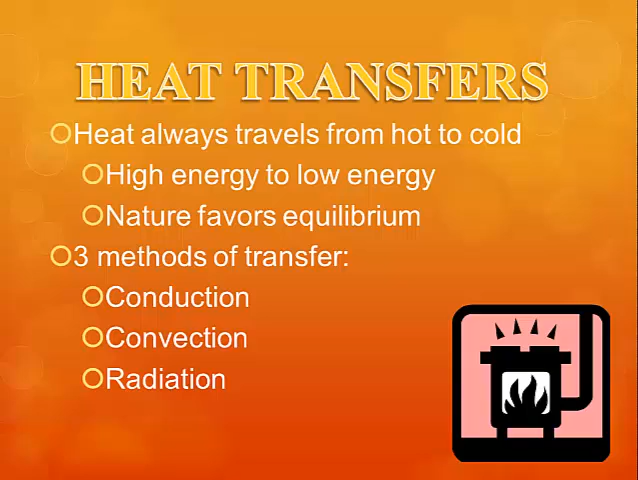 HEAT TRANSFERS
Heat always travels from hot to cold
High energy to low energy
Nature favors equilibrium
3 methods of transfer:
Conduction
Convection
Radiation